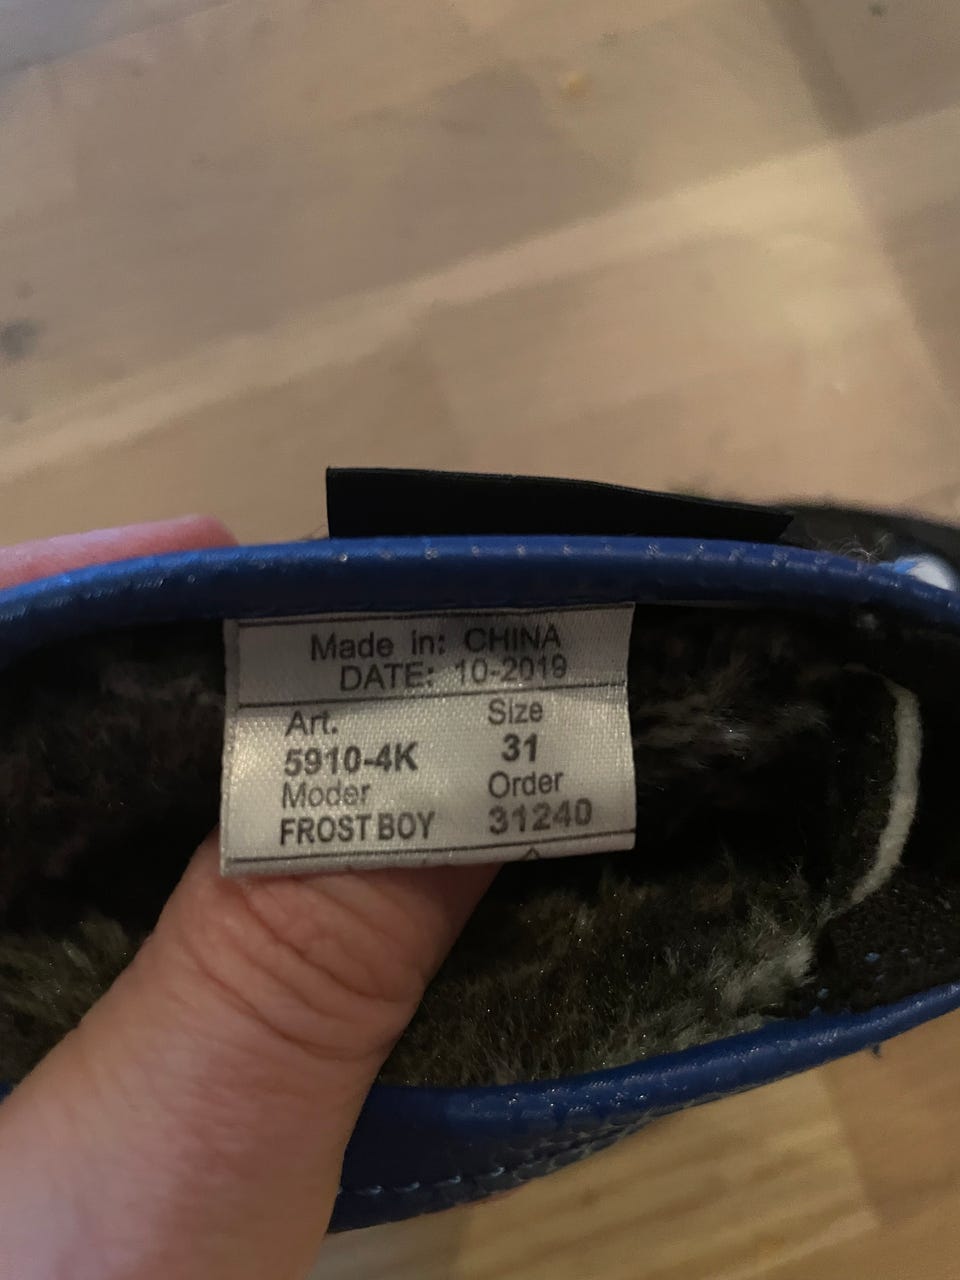 Made in: CHINA
DATE: 10-2019
Art. Size
5910-4K 31
Moder Order
FROST BOY 31240